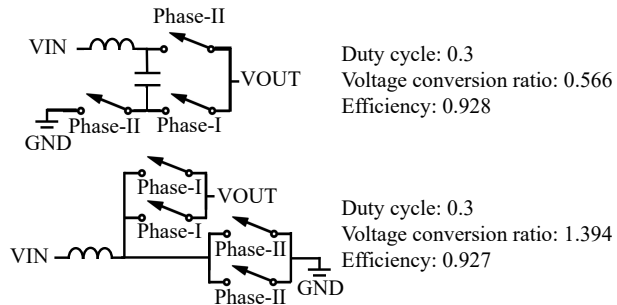 Phase-II
VIN
VOUT
Phase-II Phase-I
GND
Duty cycle: 0.3
Voltage conversion ratio: 0.566
Efficiency: 0.928
Phase-I
VOUT
Phase-I
Phase-II
VIN
Phase-II
GND
Duty cycle: 0.3
Voltage conversion ratio: 1.394
Efficiency: 0.927